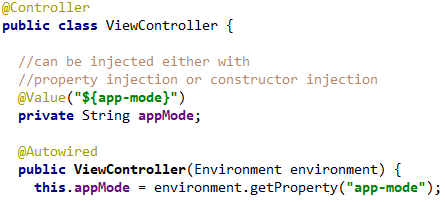 @Controller
public class ViewController {
//can be injected either with
//property injection or constructor injection
@Value("${app-mode}")
private String appMode;
@Autowired
public ViewController(Environment environment) {
this.appMode = environment.getProperty("app-mode");